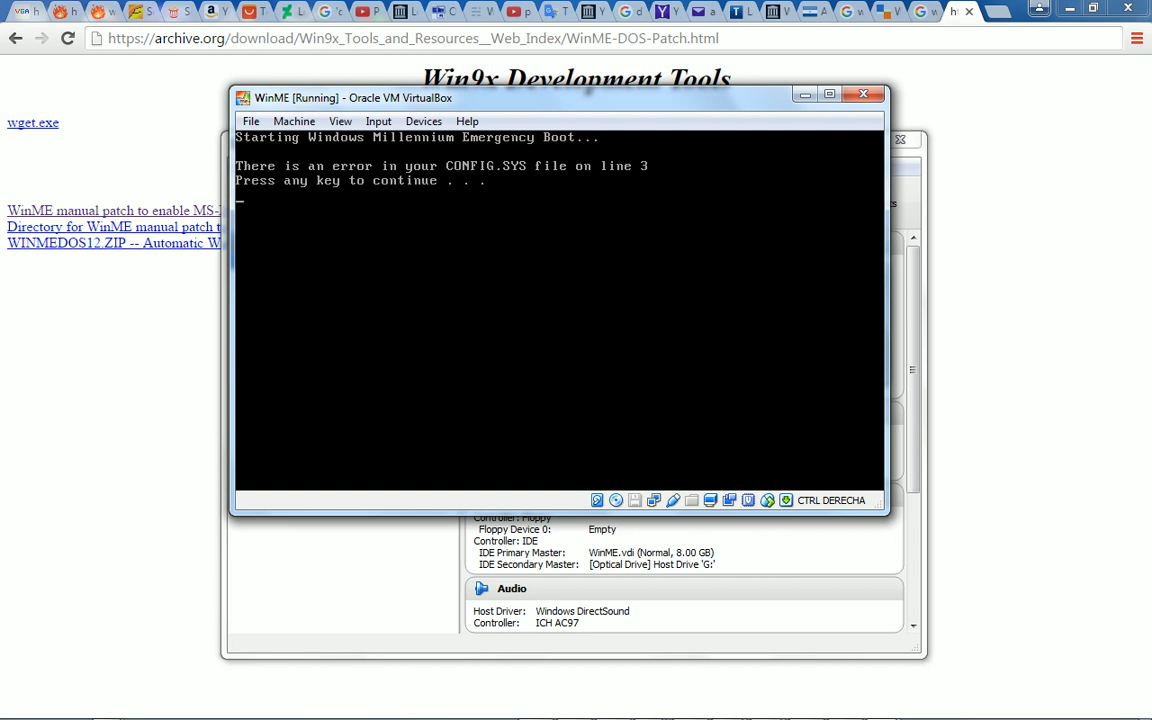 https://archive.org/download/Win9x_Tools_and_Resources__Web_Index/WinME-DOS-Patch.html
Win9x Development Tools
wget.exe
WinME manual patch to enable MS-
Directory for WinME manual patch t
WINMEDOS12.ZIP -- Automatic W
WinME [Running] - Oracle VM VirtualBox
File Machine View Input Devices Help
Starting Windows Millennium Emergency Boot...
There is an error in your CONFIG.SYS file on line 3
Press any key to continue . . .
CTRL DERECHA
Controller: Floppy
Floppy Device 0: Empty
Controller: IDE
IDE Primary Master: WinME.vdi (Normal, 8.00 GB)
IDE Secondary Master: [Optical Drive] Host Drive 'G:'
Audio
Host Driver: Windows DirectSound
Controller: ICH AC97